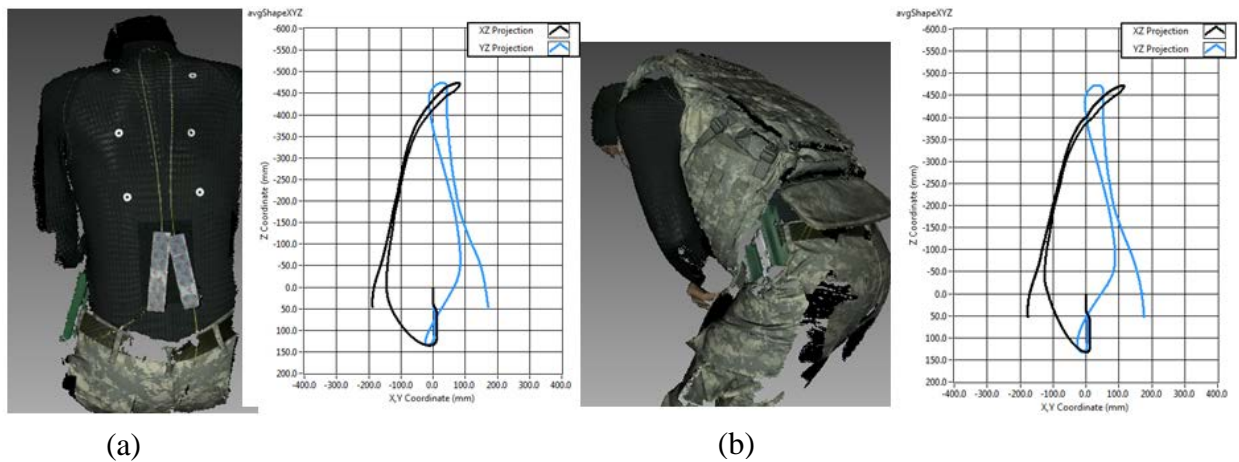 avgShapeXYZ
XZ Projection
YZ Projection
Z Coordinate (mm)
-600.0
-550.0
-500.0
-450.0
-400.0
-350.0
-300.0
-250.0
-200.0
-150.0
-100.0
-50.0
0.0
50.0
100.0
150.0
200.0
-400.0 -300.0 -200.0 -100.0 0.0 100.0 200.0 300.0 400.0
X,Y Coordinate (mm)
(a)
avgShapeXYZ
XZ Projection
YZ Projection
Z Coordinate (mm)
-600.0
-550.0
-500.0
-450.0
-400.0
-350.0
-300.0
-250.0
-200.0
-150.0
-100.0
-50.0
0.0
50.0
100.0
150.0
200.0
-400.0 -300.0 -200.0 -100.0 0.0 100.0 200.0 300.0 400.0
X,Y Coordinate (mm)
(b)